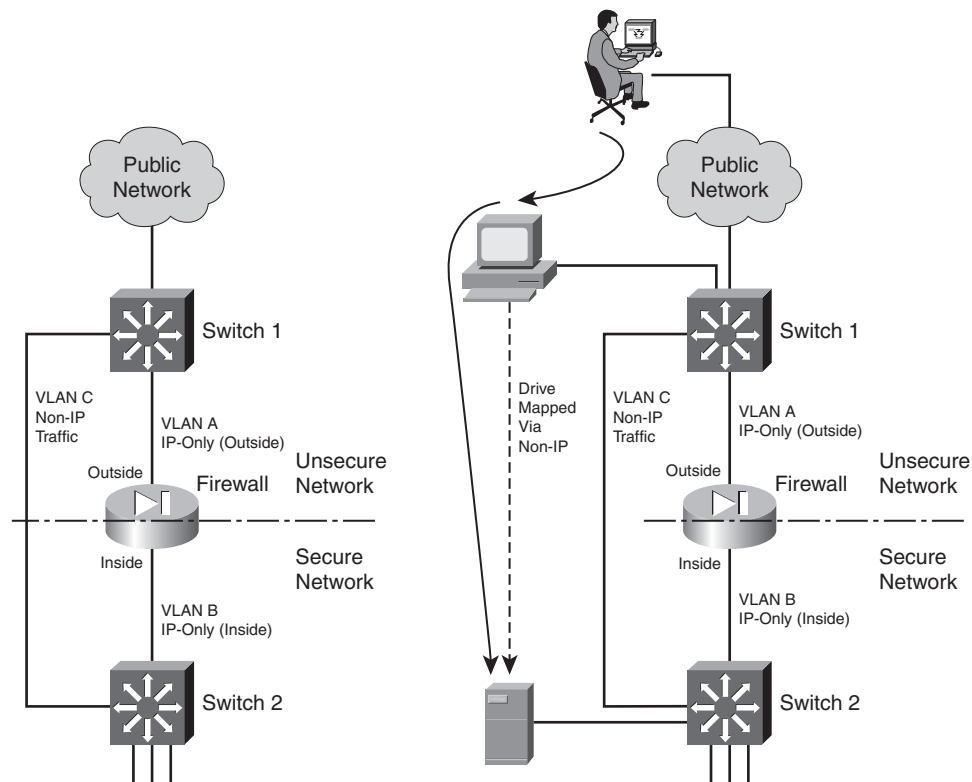 Public
Network
Switch 1
VLAN C
Non-IP
Traffic
VLAN A
IP-Only (Outside)
Outside
Firewall
Unsecure
Network
Inside
Secure
Network
VLAN B
IP-Only (Inside)
Switch 2
Public
Network
Switch 1
Drive
Mapped
Via
Non-IP
VLAN C
Non-IP
Traffic
VLAN A
IP-Only (Outside)
Outside
Firewall
Unsecure
Network
Inside
Secure
Network
VLAN B
IP-Only (Inside)
Switch 2